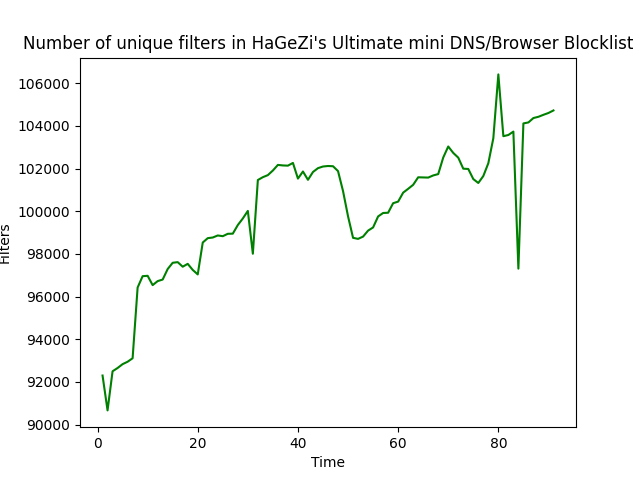 Number of unique filters in HaGeZi's Ultimate mini DNS/Browser Blocklist
106000
104000
102000
100000
98000
96000
94000
92000
90000
Filters
0 20 40 60 80
Time